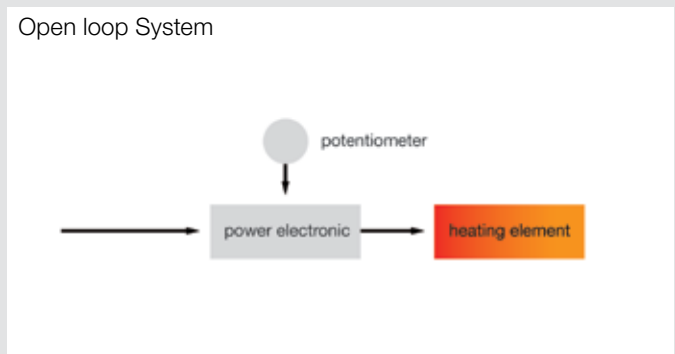 Open loop System
potentiometer
power electronic
heating element